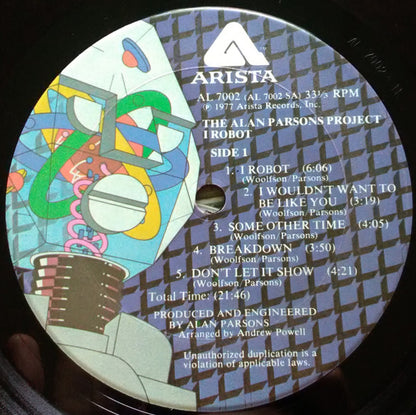 ARISTA
AL 7002 (AL 7002 SA) 33⅓ RPM
℗ 1977 Arista Records, Inc.
THE ALAN PARSONS PROJECT
I ROBOT
SIDE 1
1. I ROBOT (6:06)
(Woolfson/Parsons)
2. I WOULDN'T WANT TO
BE LIKE YOU (3:19)
(Woolfson/Parsons)
3. SOME OTHER TIME (4:05)
(Woolfson/Parsons)
4. BREAKDOWN (3:50)
(Woolfson/Parsons)
5. DON'T LET IT SHOW (4:21)
(Woolfson/Parsons)
Total Time: (21:46)
PRODUCED AND ENGINEERED
BY ALAN PARSONS
Arranged by Andrew Powell
Unauthorized duplication is a
violation of applicable laws.